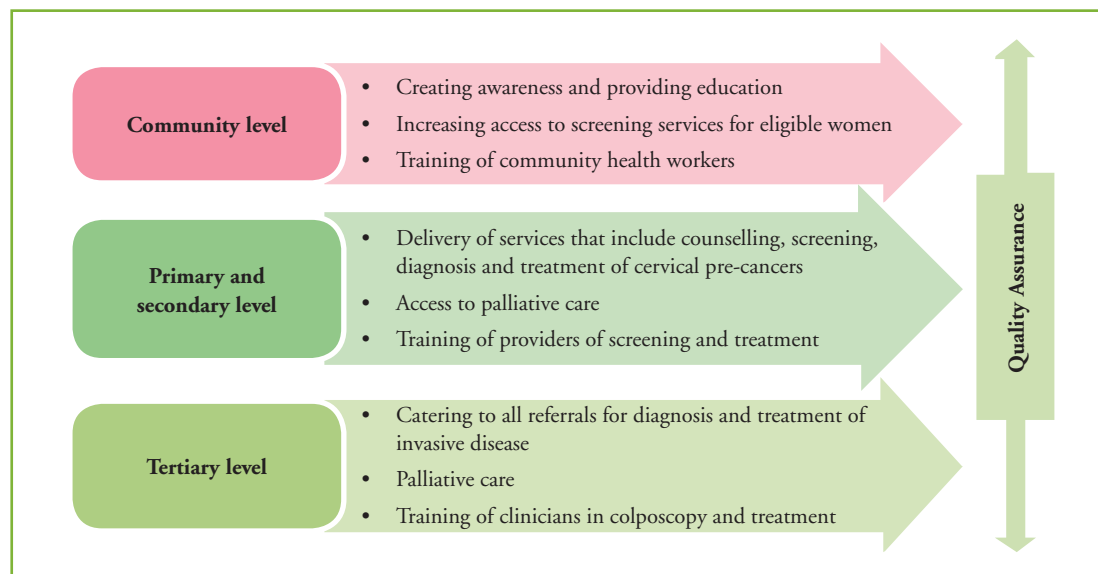 Community level
• Creating awareness and providing education
• Increasing access to screening services for eligible women
• Training of community health workers
Primary and
secondary level
• Delivery of services that include counselling, screening,
diagnosis and treatment of cervical pre-cancers
• Access to palliative care
• Training of providers of screening and treatment
Tertiary level
• Catering to all referrals for diagnosis and treatment of
invasive disease
• Palliative care
• Training of clinicians in colposcopy and treatment
Quality Assurance